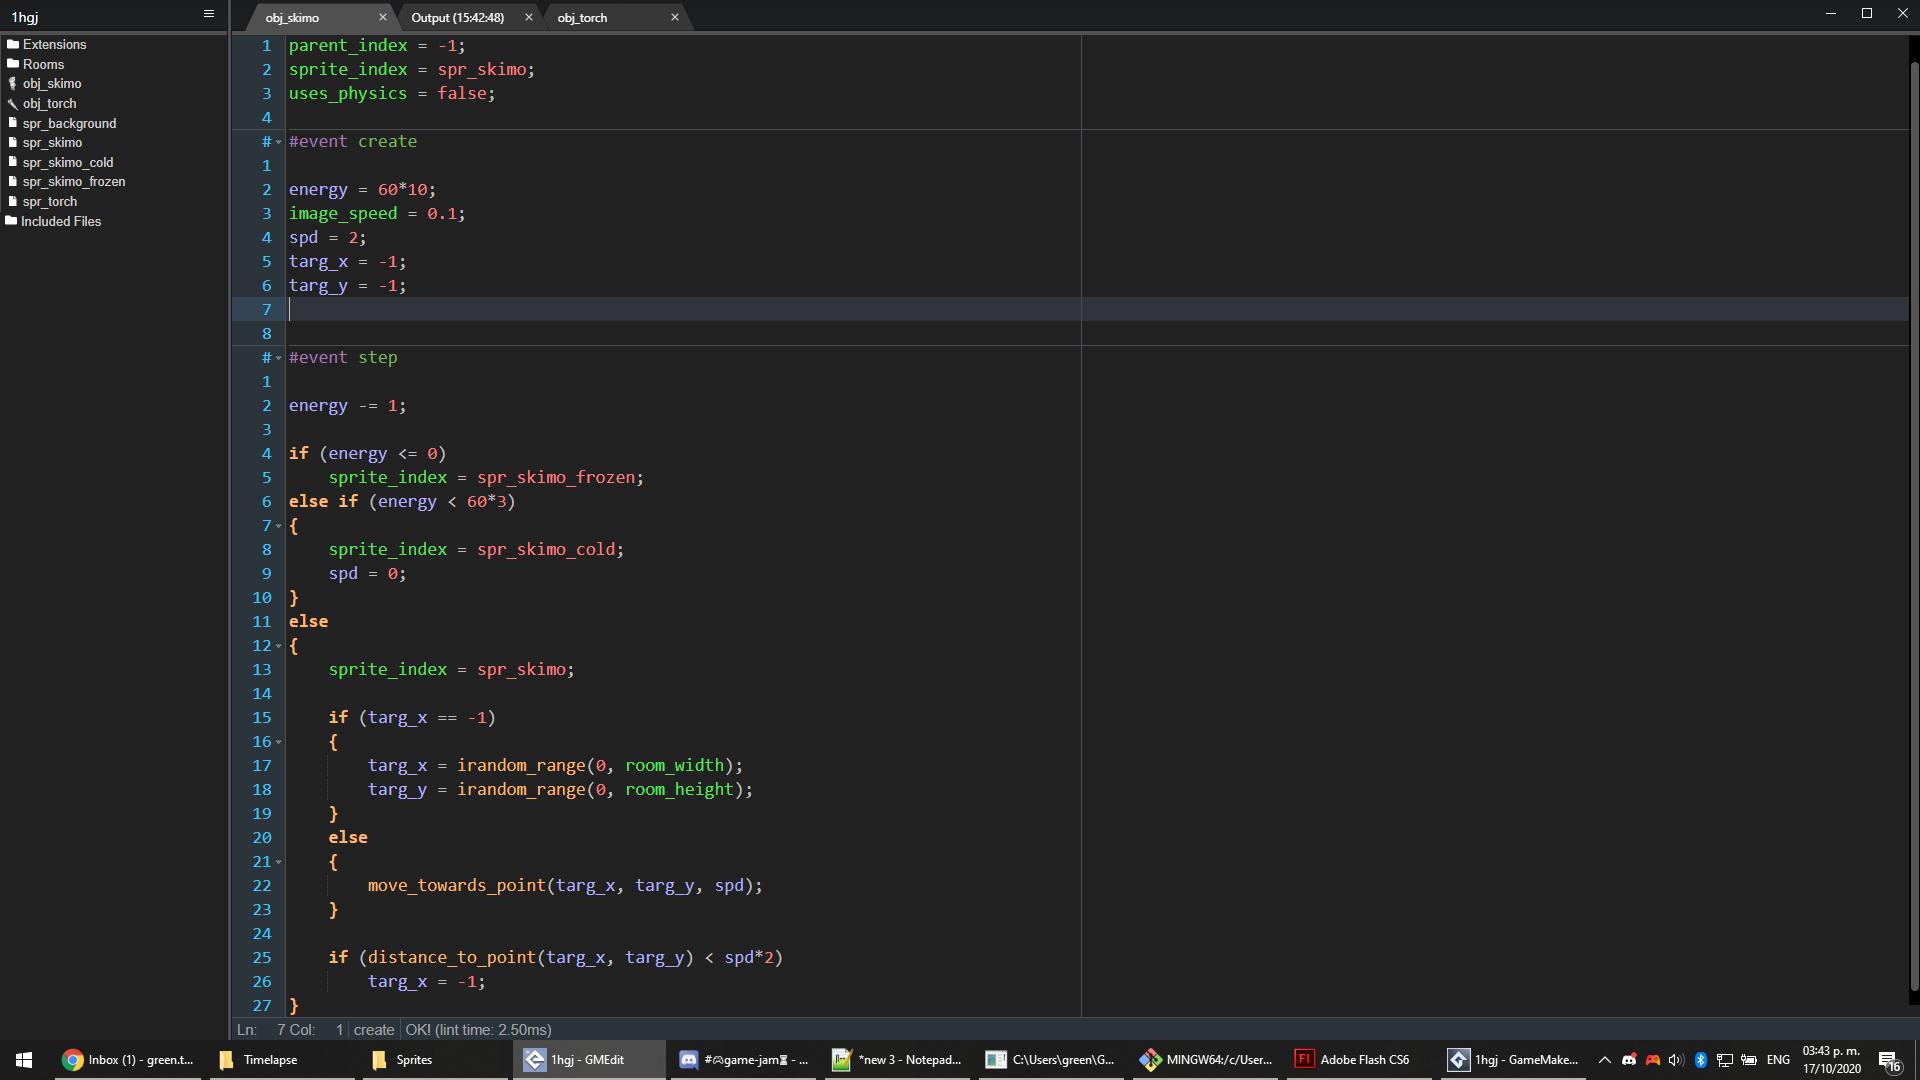 1hgj
obj_skimo
Output (15:42:48)
obj_torch
Extensions
Rooms
obj_skimo
obj_torch
spr_background
spr_skimo
spr_skimo_cold
spr_skimo_frozen
spr_torch
Included Files
1 parent_index = -1;
2 sprite_index = spr_skimo;
3 uses_physics = false;
4
# #event create
1
2 energy = 60*10;
3 image_speed = 0.1;
4 spd = 2;
5 targ_x = -1;
6 targ_y = -1;
7
8
# #event step
1
2 energy -= 1;
3
4 if (energy <= 0)
5 sprite_index = spr_skimo_frozen;
6 else if (energy < 60*3)
7 {
8 sprite_index = spr_skimo_cold;
9 spd = 0;
10 }
11 else
12 {
13 sprite_index = spr_skimo;
14
15 if (targ_x == -1)
16 {
17 targ_x = irandom_range(0, room_width);
18 targ_y = irandom_range(0, room_height);
19 }
20 else
21 {
22 move_towards_point(targ_x, targ_y, spd);
23 }
24
25 if (distance_to_point(targ_x, targ_y) < spd*2)
26 targ_x = -1;
27 }
Ln: 7 Col: 1 create OK! (lint time: 2.50ms)
Inbox (1) - green.t...
Timelapse
Sprites
1hgj - GMEdit
#🎮game-jam⏳ - ...
*new 3 - Notepad...
C:\Users\green\G...
MINGW64:/c/User...
Fl Adobe Flash CS6
1hgj - GameMake...
ENG
03:43 p. m.
17/10/2020
16